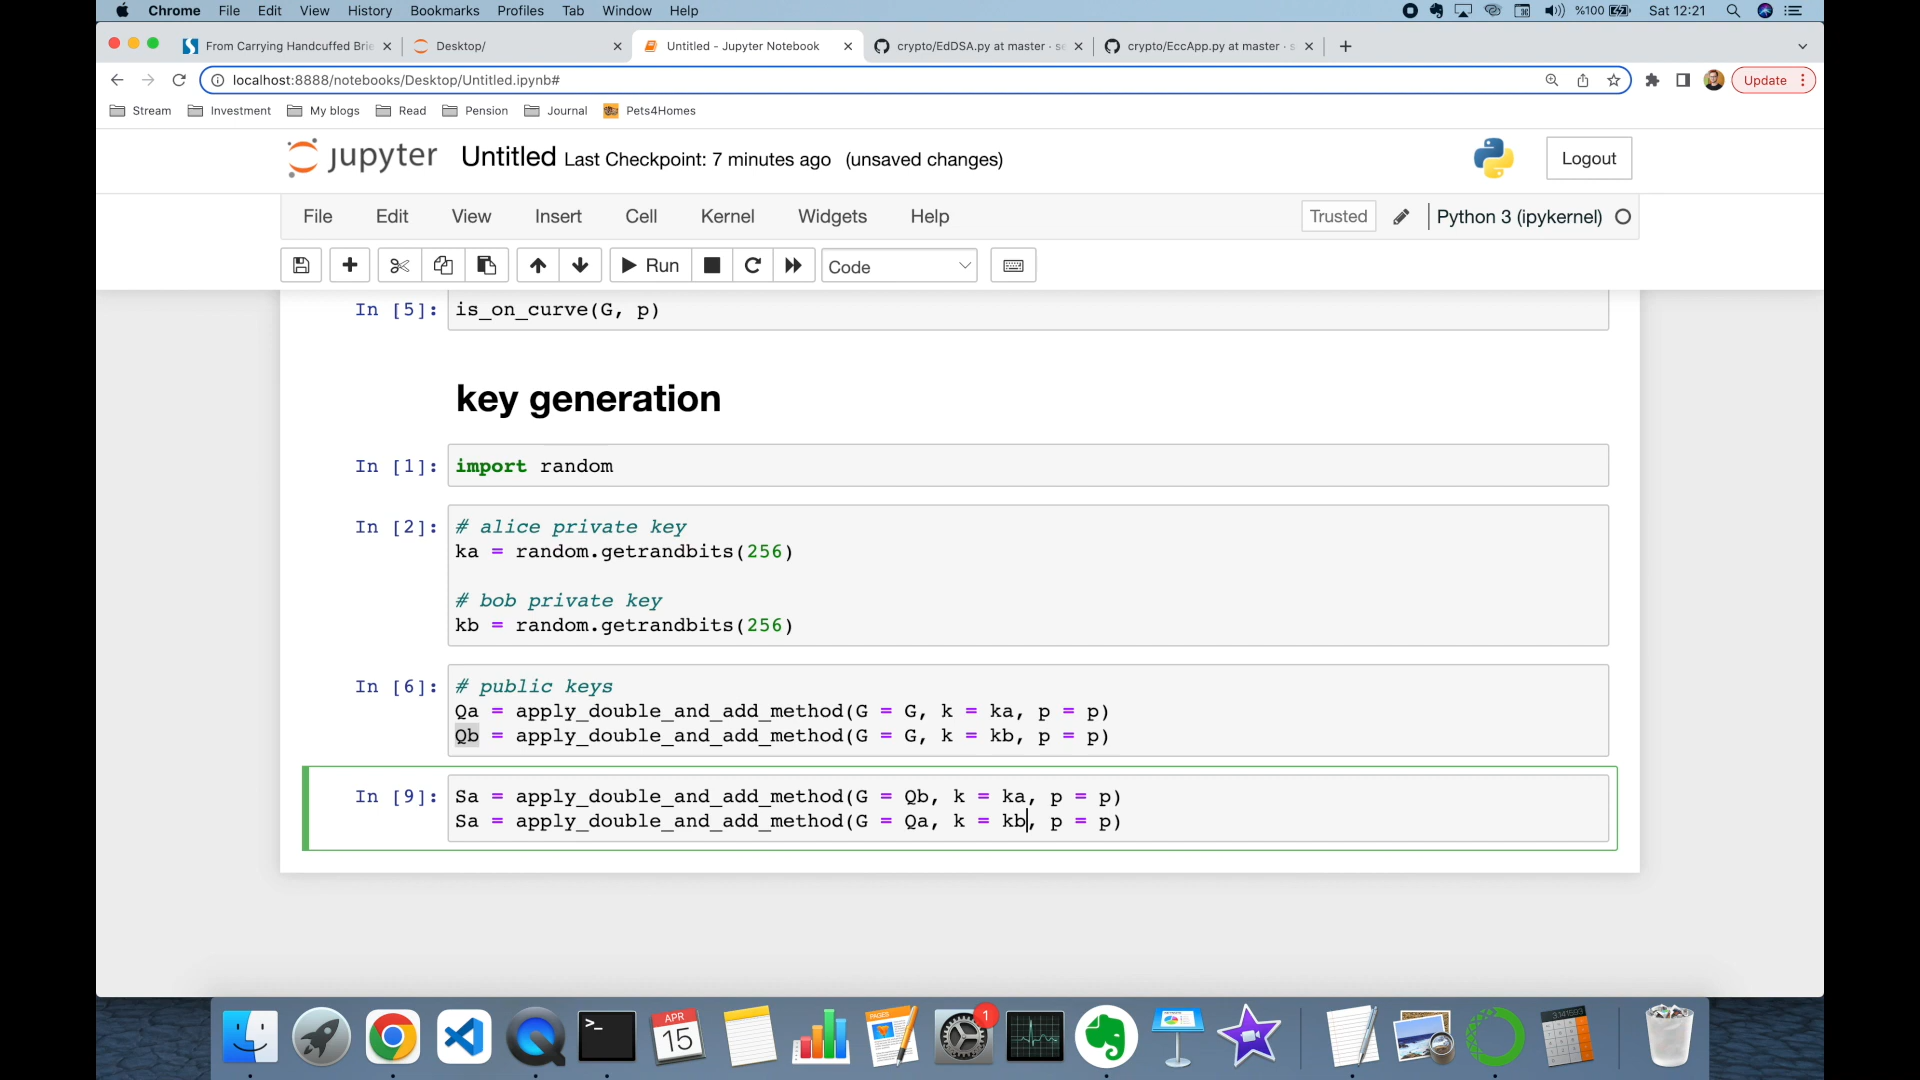 Chrome File Edit View History Bookmarks Profiles Tab Window Help %100 Sat 12:21
From Carrying Handcuffed Brie Desktop/ Untitled - Jupyter Notebook crypto/EdDSA.py at master · se crypto/EccApp.py at master · s
localhost:8888/notebooks/Desktop/Untitled.ipynb# Update
Stream Investment My blogs Read Pension Journal Pets4Homes
jupyter Untitled Last Checkpoint: 7 minutes ago (unsaved changes) Logout
File Edit View Insert Cell Kernel Widgets Help Trusted Python 3 (ipykernel)
Run Code
In [5]: is_on_curve(G, p)
key generation
In [1]: import random
In [2]: # alice private key
ka = random.getrandbits(256)
# bob private key
kb = random.getrandbits(256)
In [6]: # public keys
Qa = apply_double_and_add_method(G = G, k = ka, p = p)
Qb = apply_double_and_add_method(G = G, k = kb, p = p)
In [9]: Sa = apply_double_and_add_method(G = Qb, k = ka, p = p)
Sa = apply_double_and_add_method(G = Qa, k = kb, p = p)
>_
APR
15
PAGES
1
3.141593